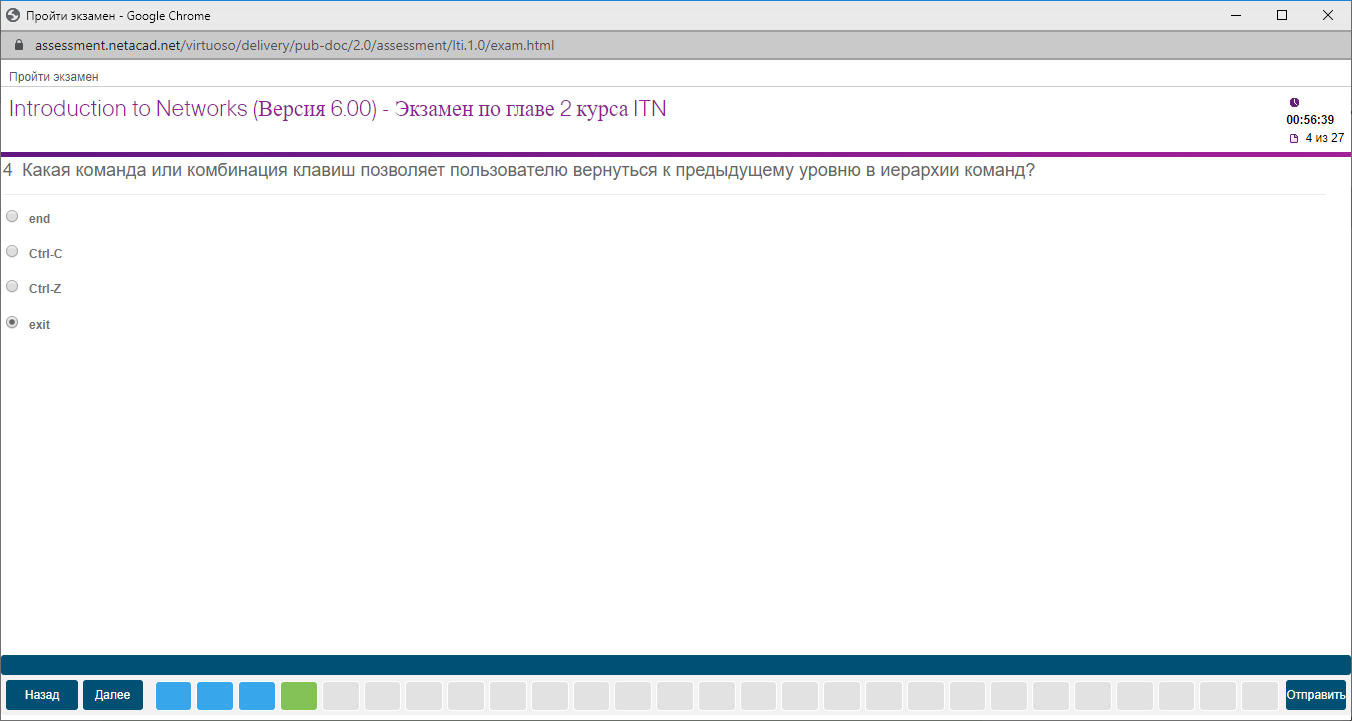 Пройти экзамен - Google Chrome
assessment.netacad.net/virtuoso/delivery/pub-doc/2.0/assessment/lti.1.0/exam.html
Пройти экзамен
Introduction to Networks (Версия 6.00) - Экзамен по главе 2 курса ITN
00:56:39
4 из 27
4 Какая команда или комбинация клавиш позволяет пользователю вернуться к предыдущему уровню в иерархии команд?
end
Ctrl-C
Ctrl-Z
exit
Назад Далее Отправить